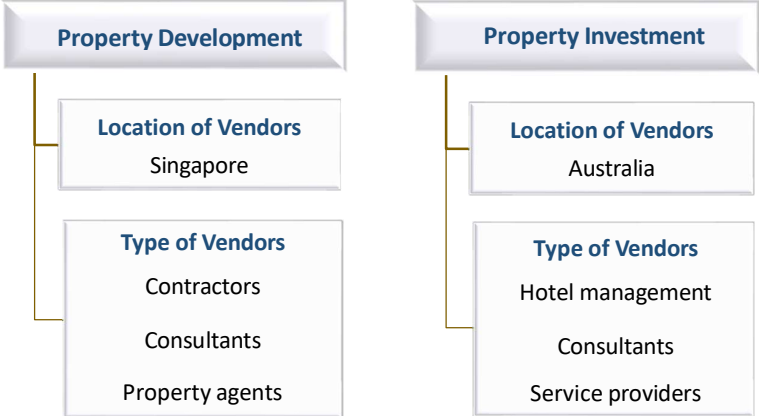 Property Development
Location of Vendors
Singapore
Type of Vendors
Contractors
Consultants
Property agents
Property Investment
Location of Vendors
Australia
Type of Vendors
Hotel management
Consultants
Service providers